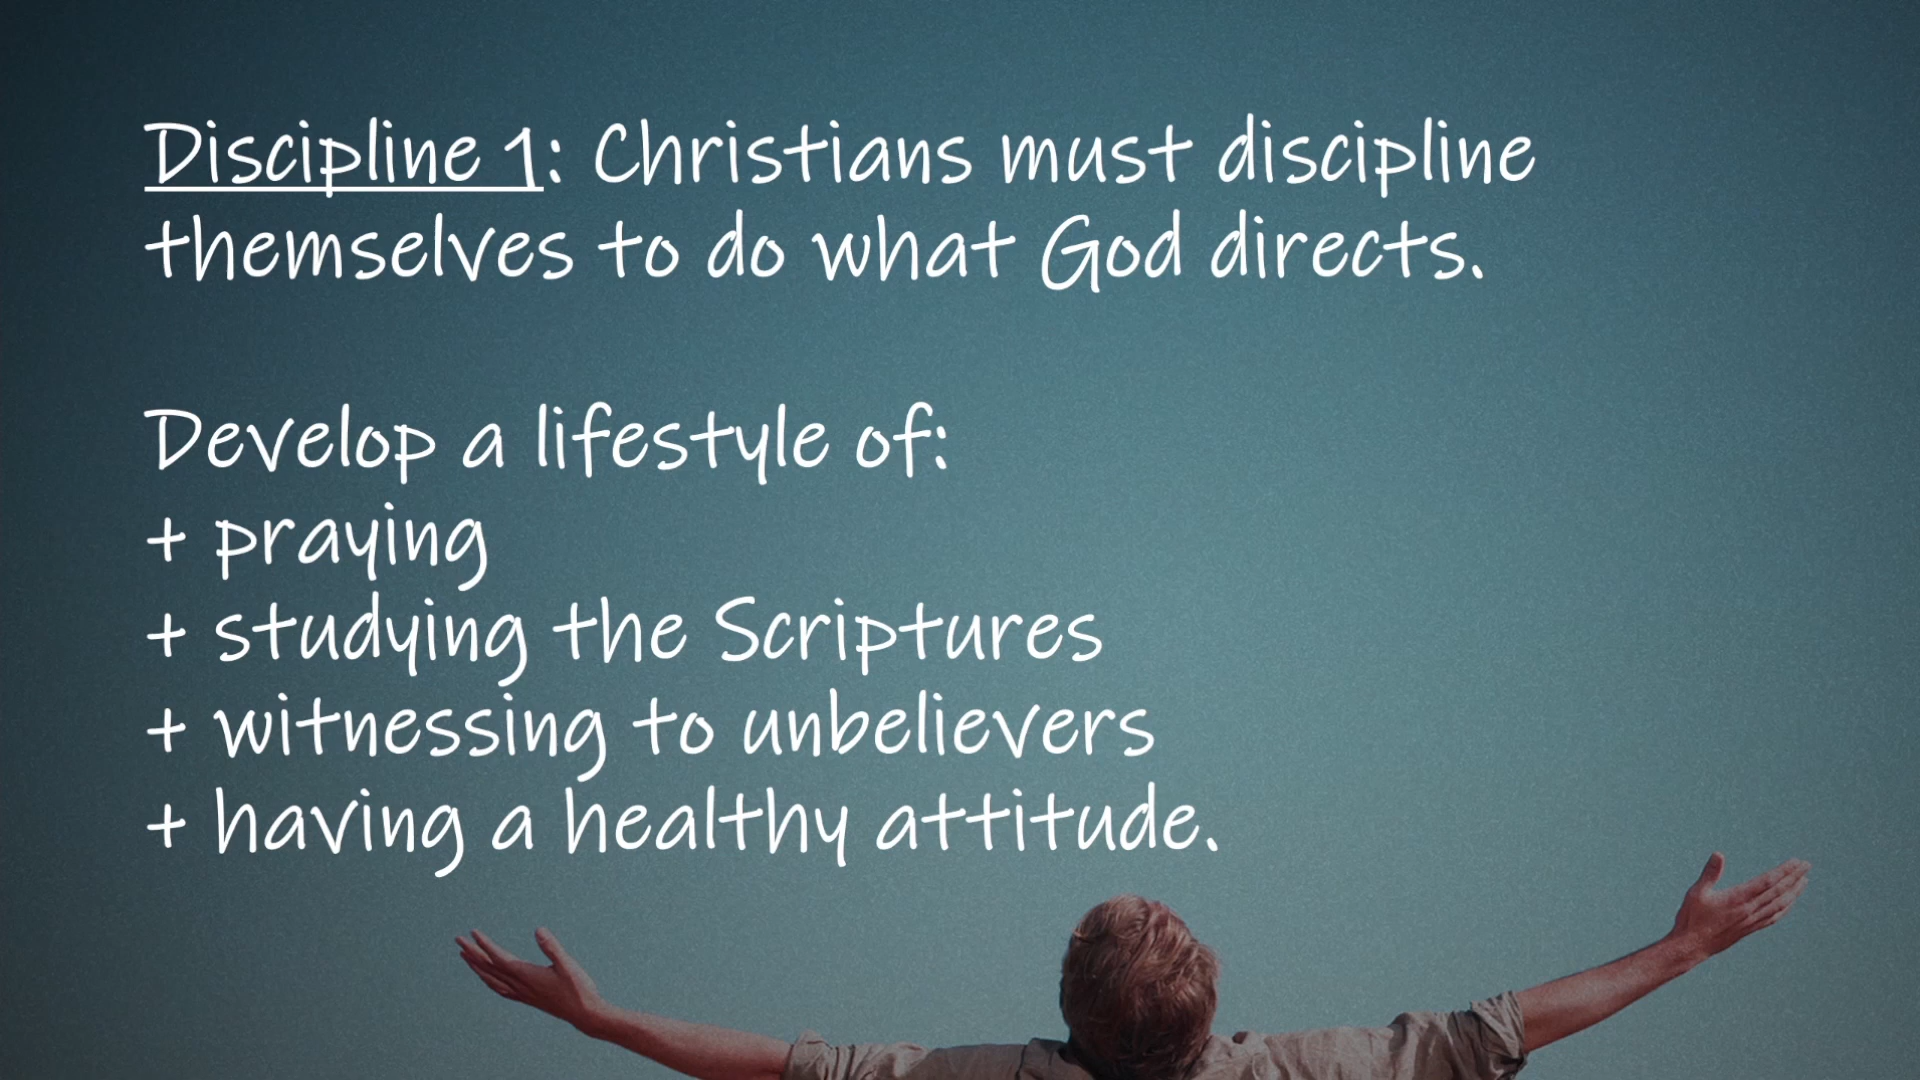 Discipline 1: Christians must discipline
themselves to do what God directs.
Develop a lifestyle of:
+ praying
+ studying the Scriptures
+ witnessing to unbelievers
+ having a healthy attitude.